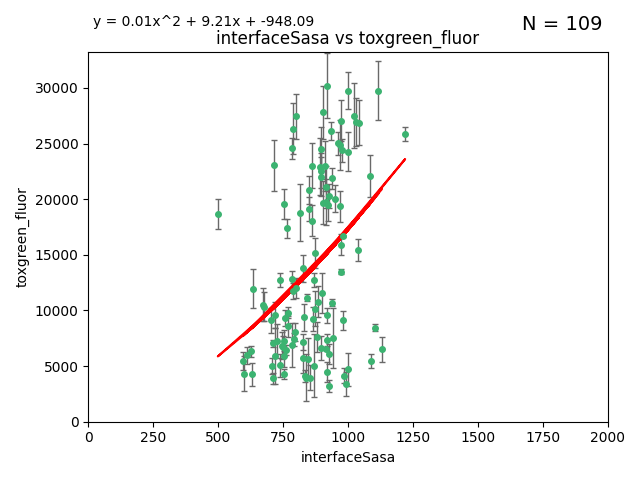 y = 0.01x^2 + 9.21x + -948.09
N = 109
interfaceSasa vs toxgreen_fluor
30000
25000
20000
15000
10000
5000
0
toxgreen_fluor
0 250 500 750 1000 1250 1500 1750 2000
interfaceSasa